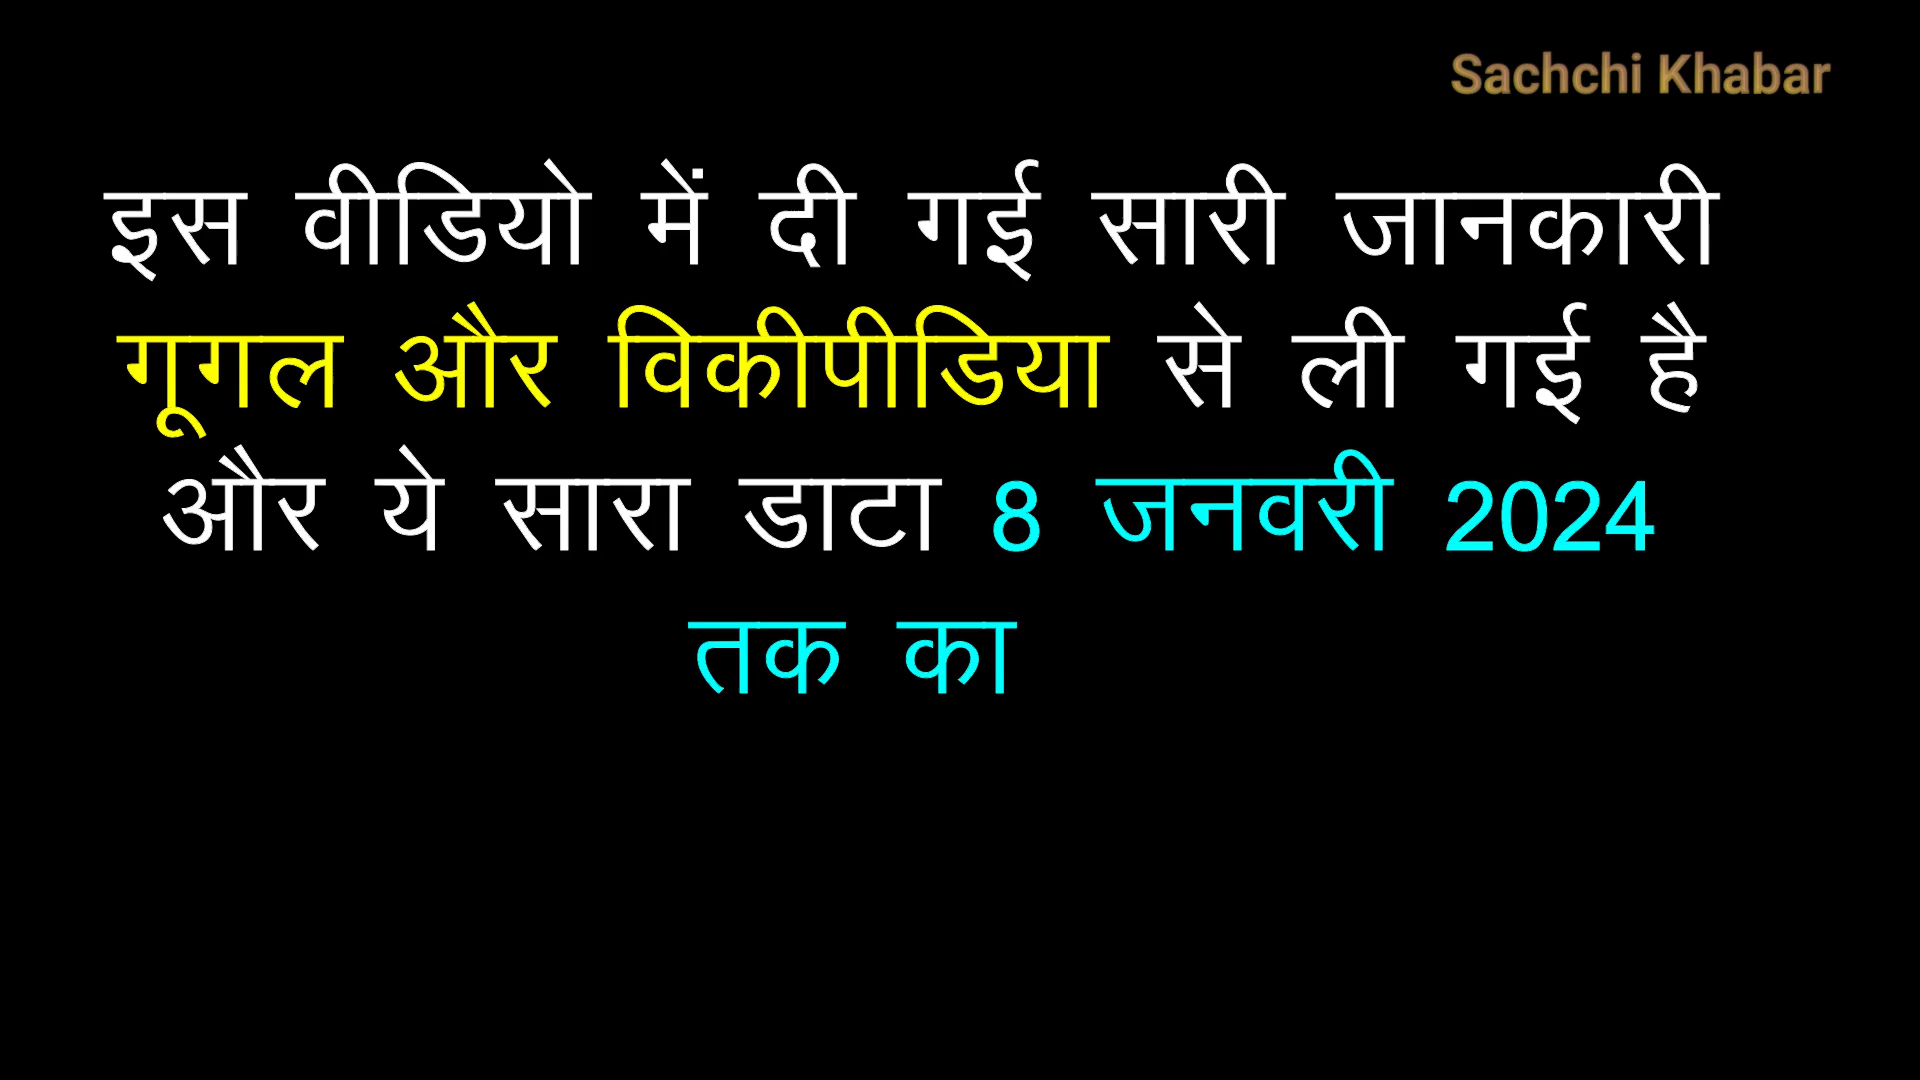 Sachchi Khabar
इस वीडियो में दी गई सारी जानकारी
गूगल और विकीपीडिया से ली गई है
और ये सारा डाटा 8 जनवरी 2024
तक का